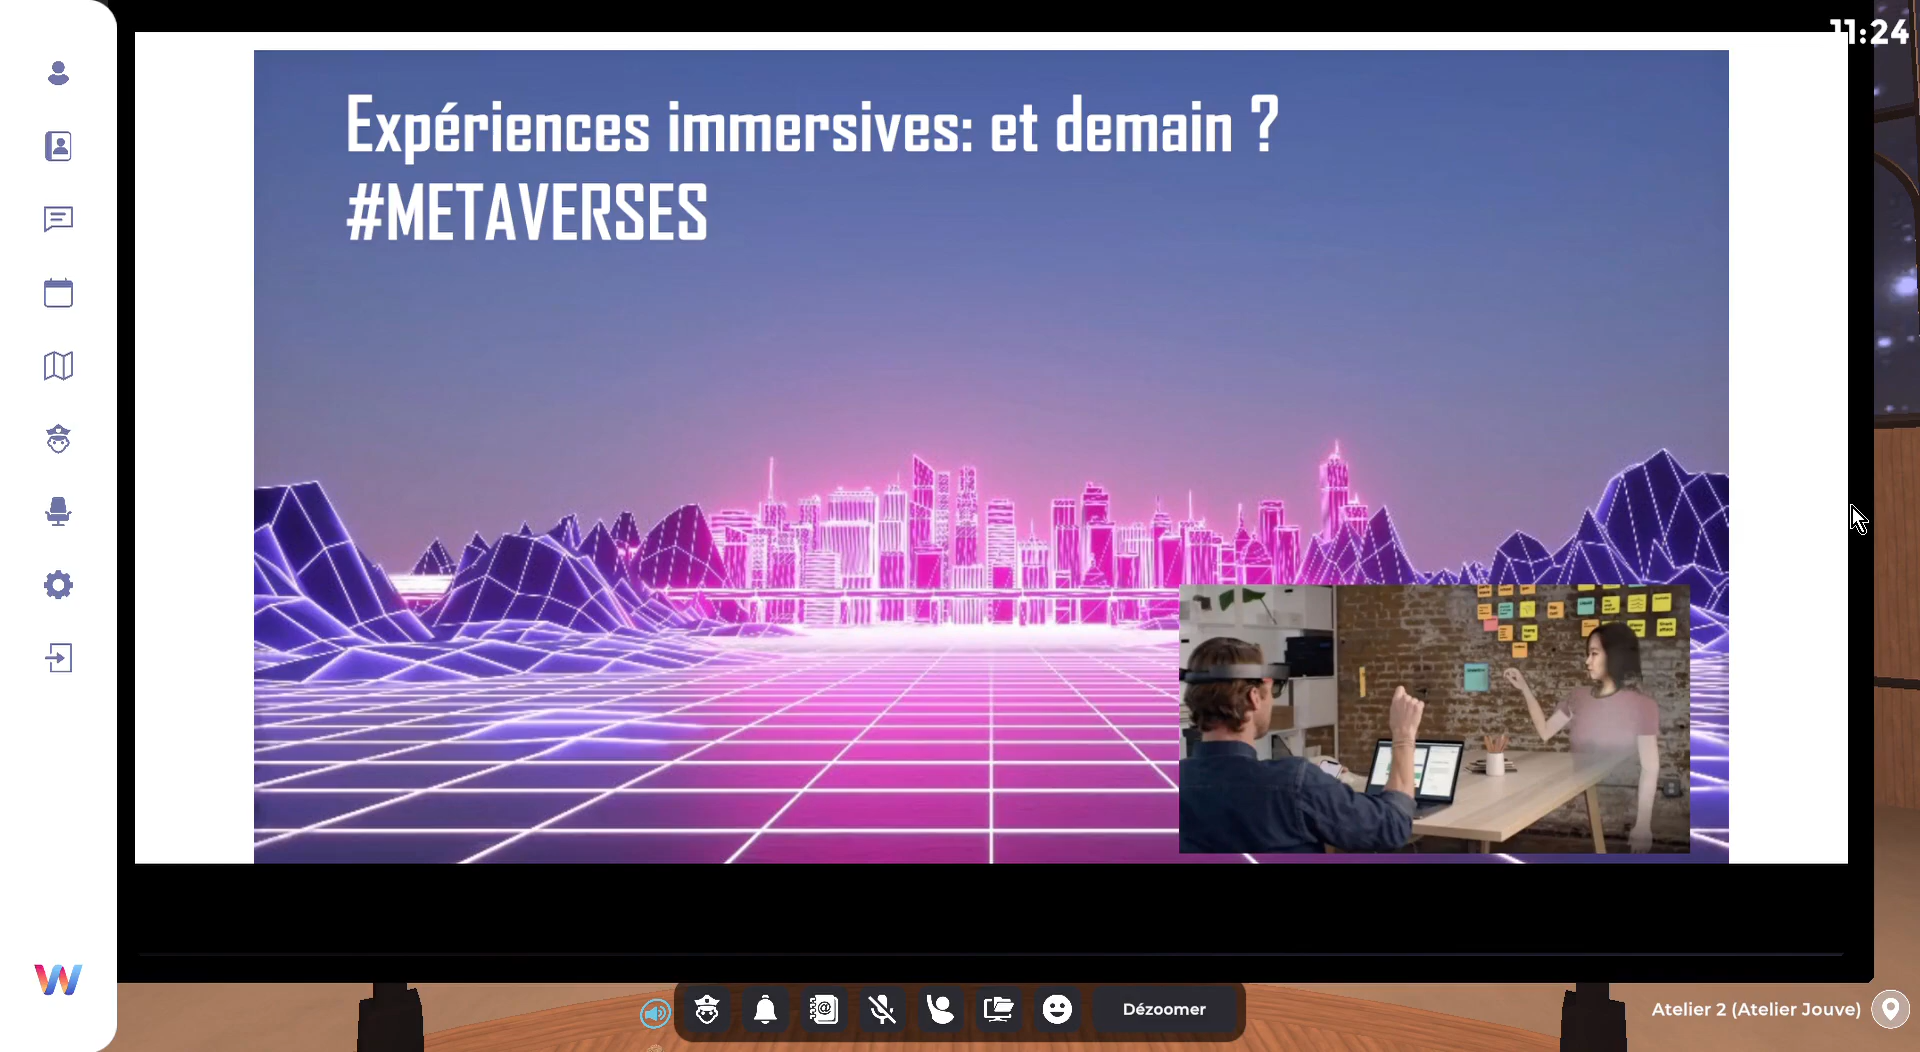 11:24
Expériences immersives: et demain ?
#METAVERSES
W
Dézoomer
Atelier 2 (Atelier Jouve)